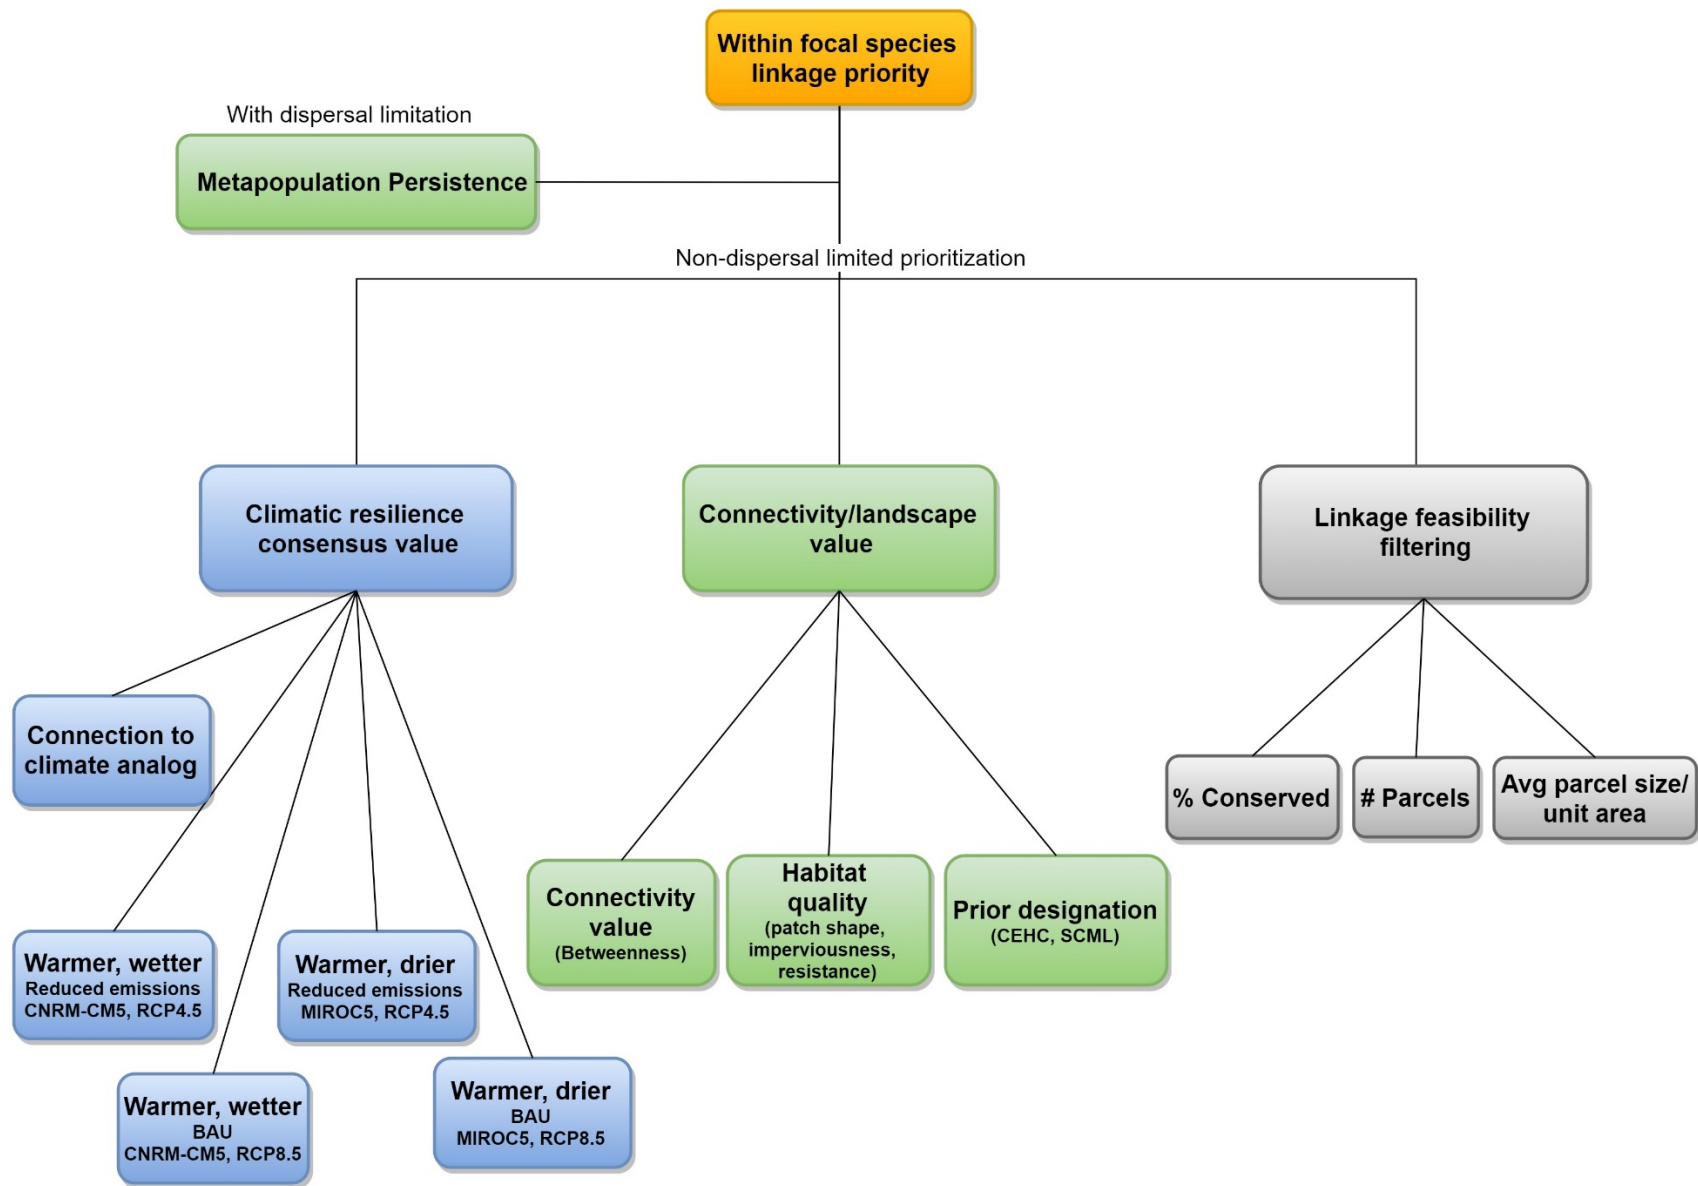 Within focal species
linkage priority
With dispersal limitation
Metapopulation Persistence
Non-dispersal limited prioritization
Climatic resilience
consensus value
Connectivity/landscape
value
Linkage feasibility
filtering
Connection to
climate analog
% Conserved
# Parcels
Avg parcel size/
unit area
Connectivity
value
(Betweenness)
Habitat
quality
(patch shape,
imperviousness,
resistance)
Prior designation
(CEHC, SCML)
Warmer, wetter
Reduced emissions
CNRM-CM5, RCP4.5
Warmer, drier
Reduced emissions
MIROC5, RCP4.5
Warmer, wetter
BAU
CNRM-CM5, RCP8.5
Warmer, drier
BAU
MIROC5, RCP8.5